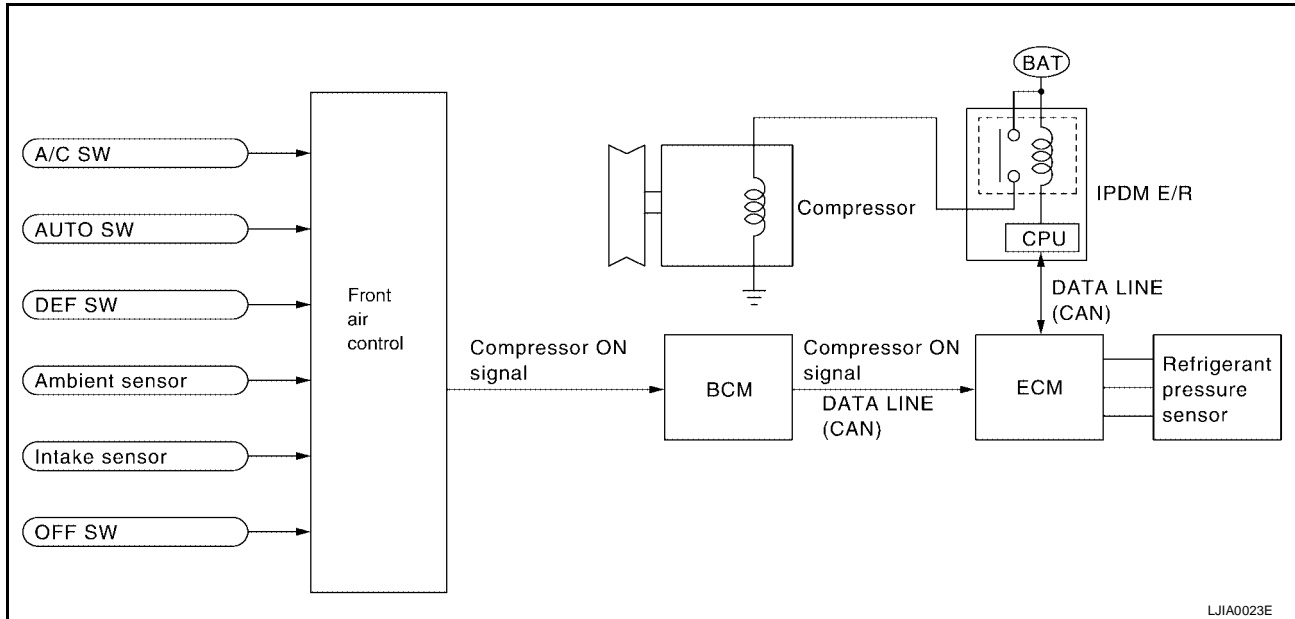 BAT
A/C SW
IPDM E/R
Compressor
AUTO SW
CPU
DEF SW
Front
air
control
DATA LINE
(CAN)
Compressor ON
signal
BCM
Compressor ON
signal
DATA LINE
(CAN)
ECM
Refrigerant
pressure
sensor
Ambient sensor
Intake sensor
OFF SW
LJIA0023E